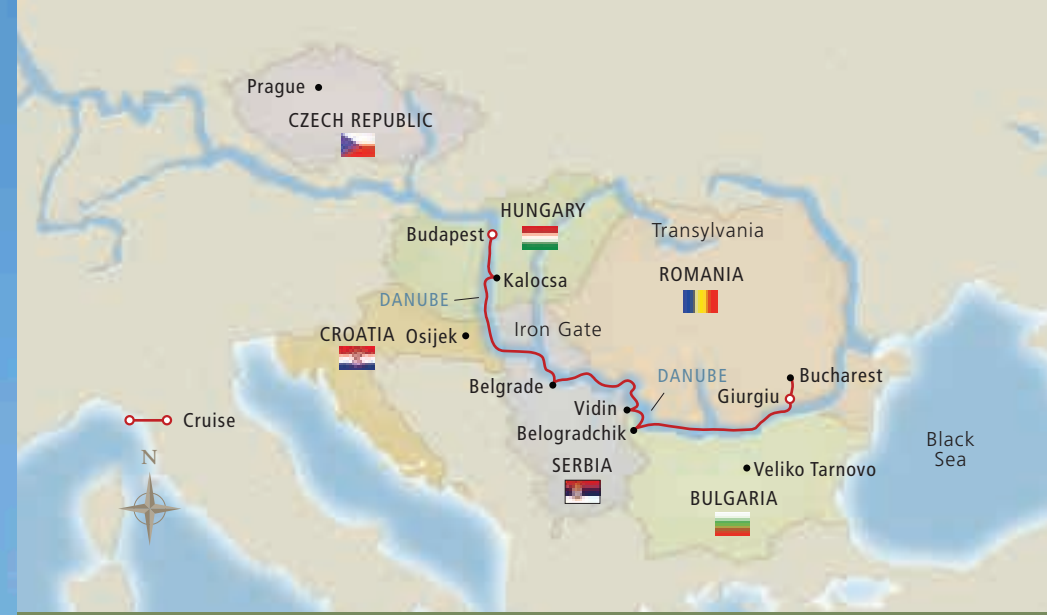 Prague
CZECH REPUBLIC
HUNGARY
Budapest
Transylvania
Kalocsa
ROMANIA
DANUBE
CROATIA
Osijek
Iron Gate
Belgrade
DANUBE
Bucharest
Giurgiu
Vidin
Belogradchik
Cruise
N
Black
Sea
SERBIA
Veliko Tarnovo
BULGARIA